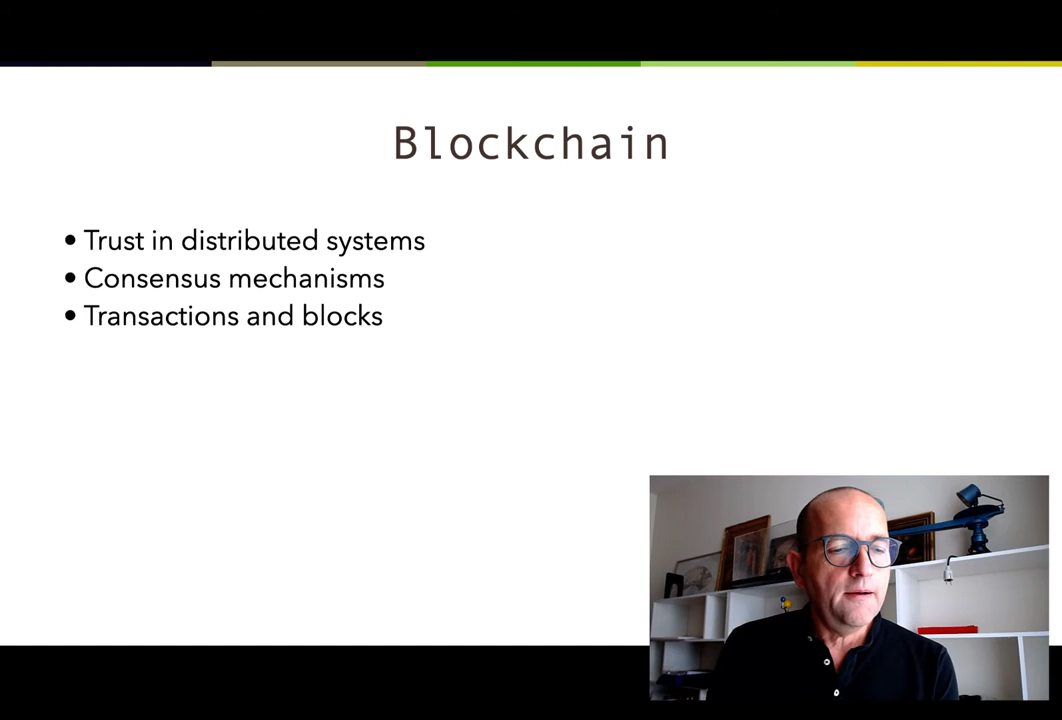 Blockchain
• Trust in distributed systems
• Consensus mechanisms
• Transactions and blocks